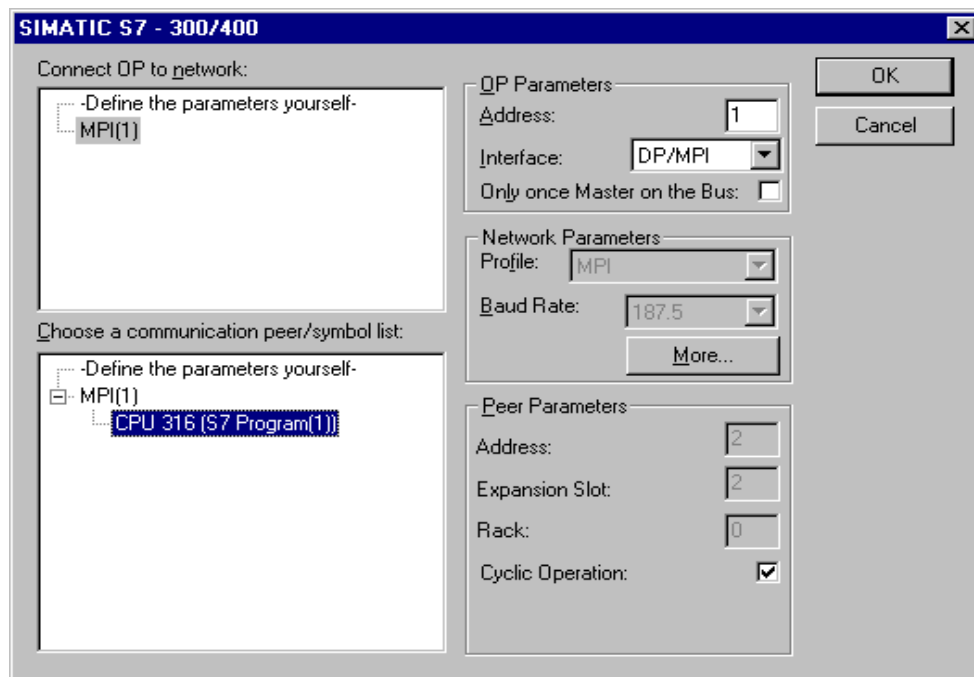 SIMATIC S7 - 300/400
Connect OP to network:
-Define the parameters yourself-
MPI(1)
Choose a communication peer/symbol list:
-Define the parameters yourself-
MPI(1)
CPU 316 (S7 Program(1))
OP Parameters
Address: 1
Interface: DP/MPI
Only once Master on the Bus:
Network Parameters
Profile: MPI
Baud Rate: 187.5
More...
Peer Parameters
Address: 2
Expansion Slot: 2
Rack: 0
Cyclic Operation:
OK
Cancel